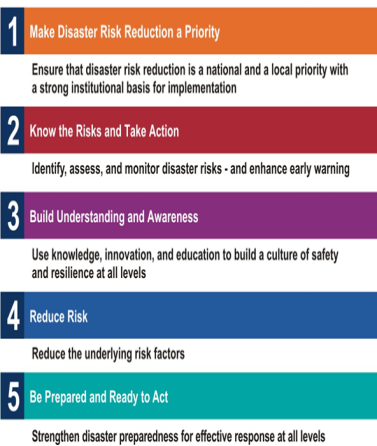 1 Make Disaster Risk Reduction a Priority
Ensure that disaster risk reduction is a national and a local priority with
a strong institutional basis for implementation
2 Know the Risks and Take Action
Identify, assess, and monitor disaster risks - and enhance early warning
3 Build Understanding and Awareness
Use knowledge, innovation, and education to build a culture of safety
and resilience at all levels
4 Reduce Risk
Reduce the underlying risk factors
5 Be Prepared and Ready to Act
Strengthen disaster preparedness for effective response at all levels